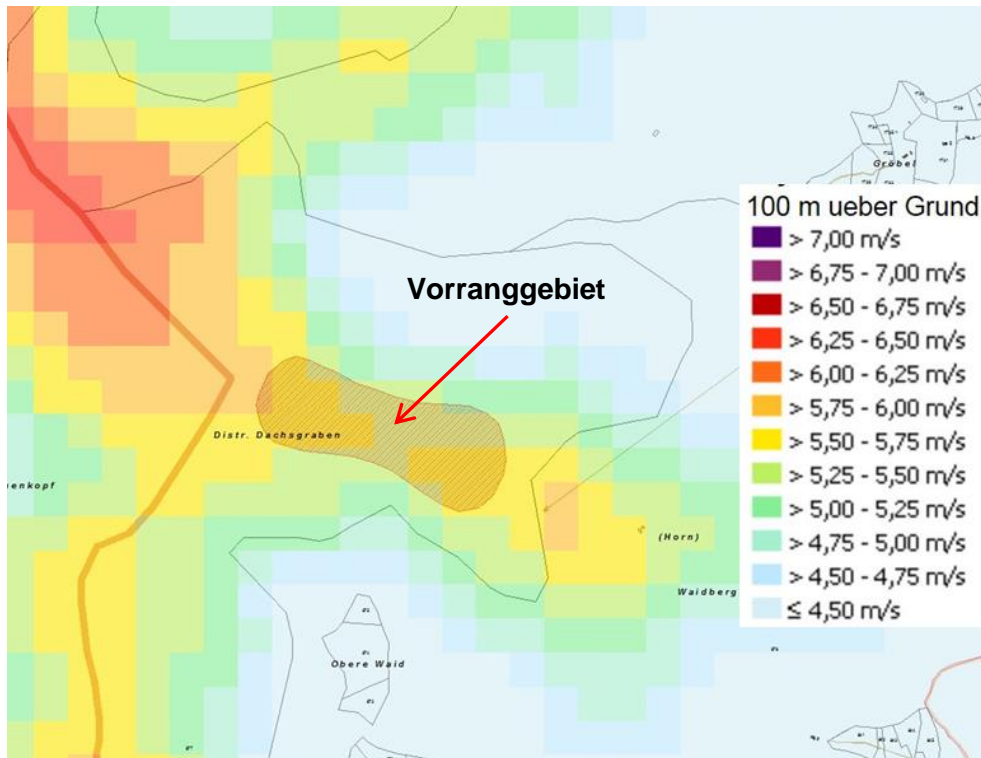 Gröbel
100 m ueber Grund
> 7,00 m/s
> 6,75 - 7,00 m/s
> 6,50 - 6,75 m/s
> 6,25 - 6,50 m/s
> 6,00 - 6,25 m/s
> 5,75 - 6,00 m/s
> 5,50 - 5,75 m/s
> 5,25 - 5,50 m/s
> 5,00 - 5,25 m/s
> 4,75 - 5,00 m/s
> 4,50 - 4,75 m/s
≤ 4,50 m/s
Vorranggebiet
Distr. Dachsgraben
enkopf
(Horn)
Waidberg
Obere Waid